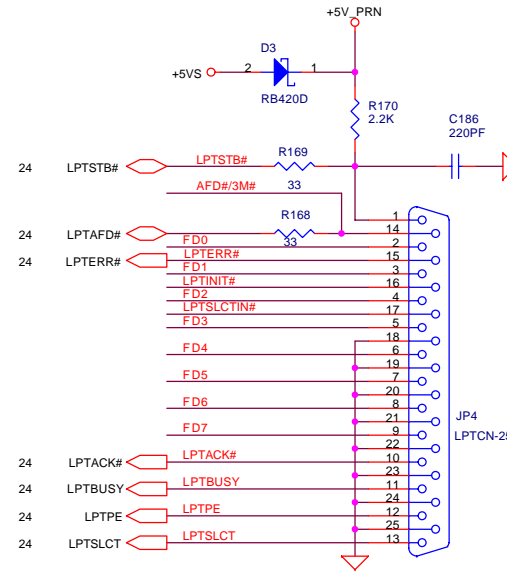 +5V_PRN
D3
+5VS 2 1
RB420D
R170
2.2K
C186
220PF
24 LPTSTB# LPTSTB# R169
AFD#/3M# 33
1
24 LPTAFD# R168 14
FD0 33 2
24 LPTERR# LPTERR# 15
FD1 3
LPTINIT# 16
FD2 4
LPTSLCTIN# 17
FD3 5
18
FD4 6
19
FD5 7
20
FD6 8
21
JP4
FD7 9
LPTCN-25
22
24 LPTACK# LPTACK# 10
23
24 LPTBUSY LPTBUSY 11
24
24 LPTPE LPTPE 12
25
24 LPTSLCT LPTSLCT 13